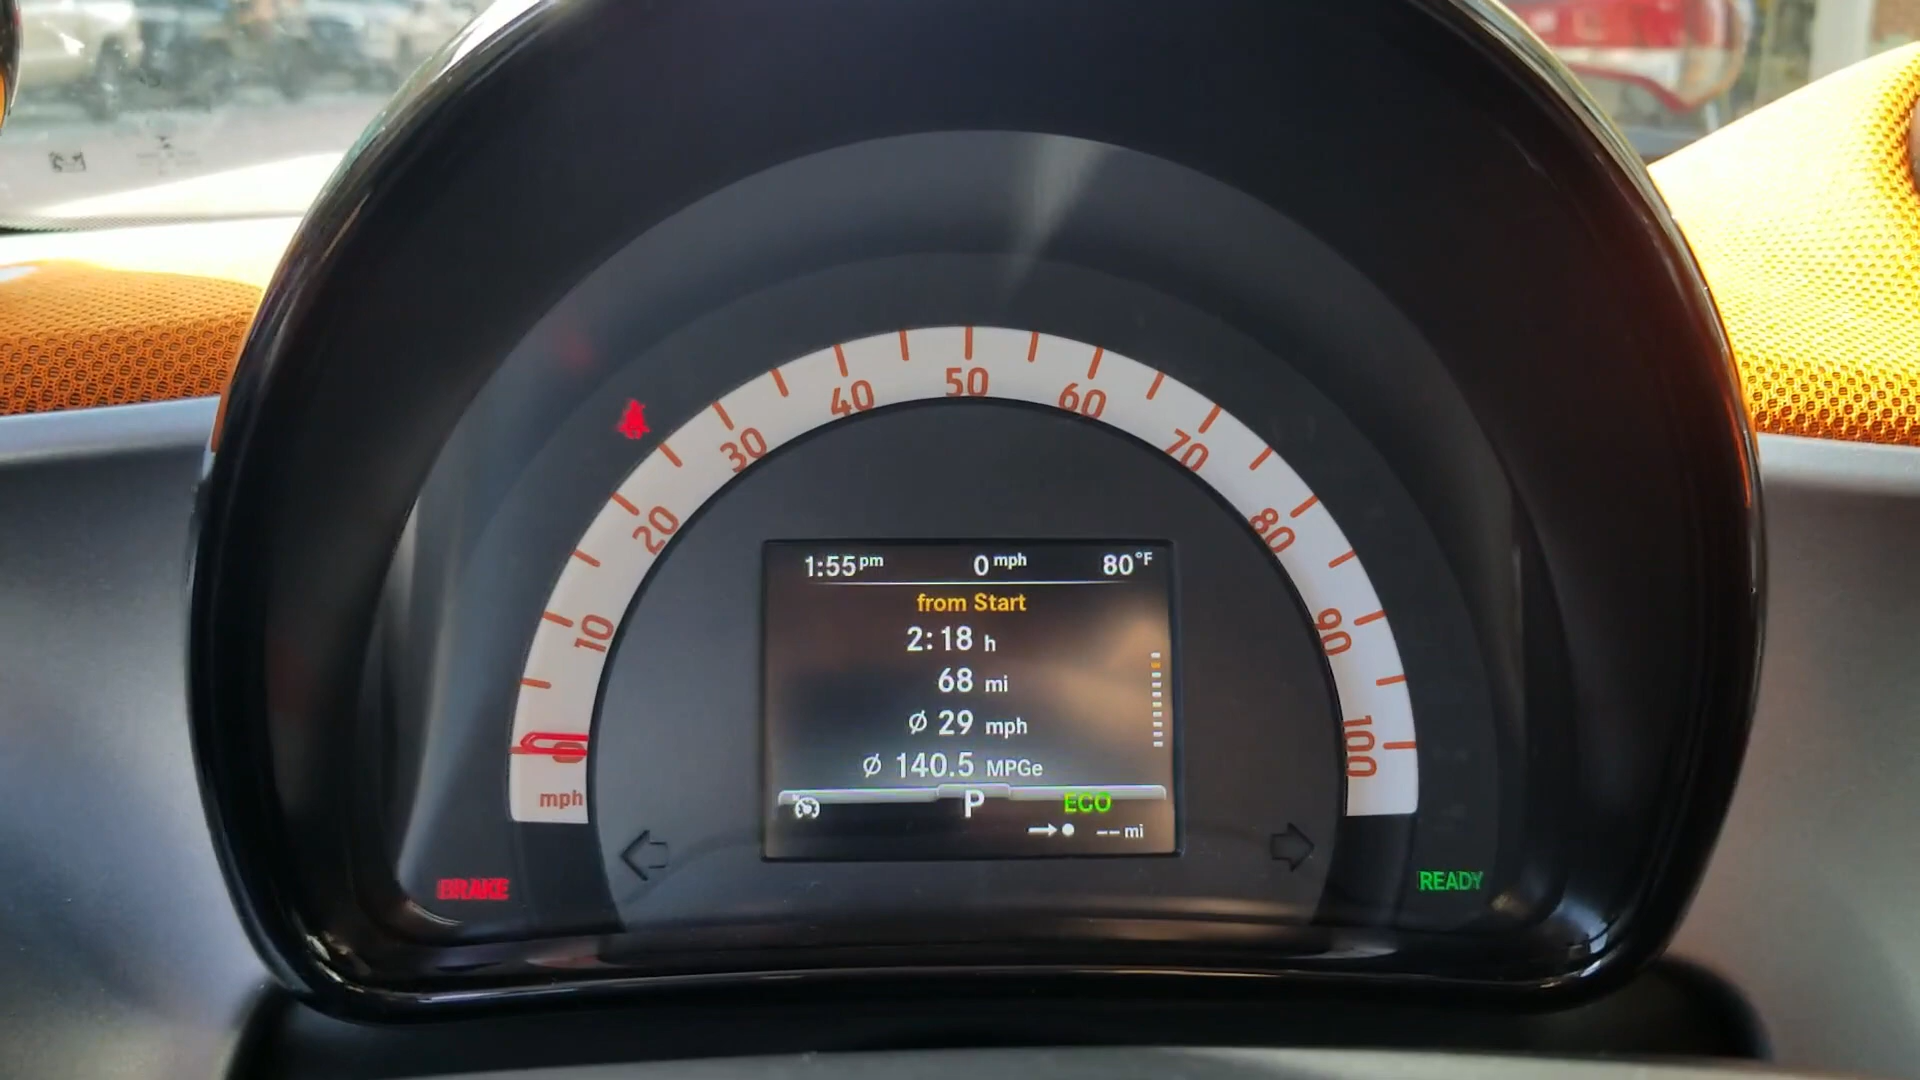 10
20
30
40
50
60
70
80
90
100
0
mph
1:55 pm 0 mph 80 °F
from Start
2:18 h
68 mi
Ø 29 mph
Ø 140.5 MPGe
P ECO
-- mi
BRAKE
READY